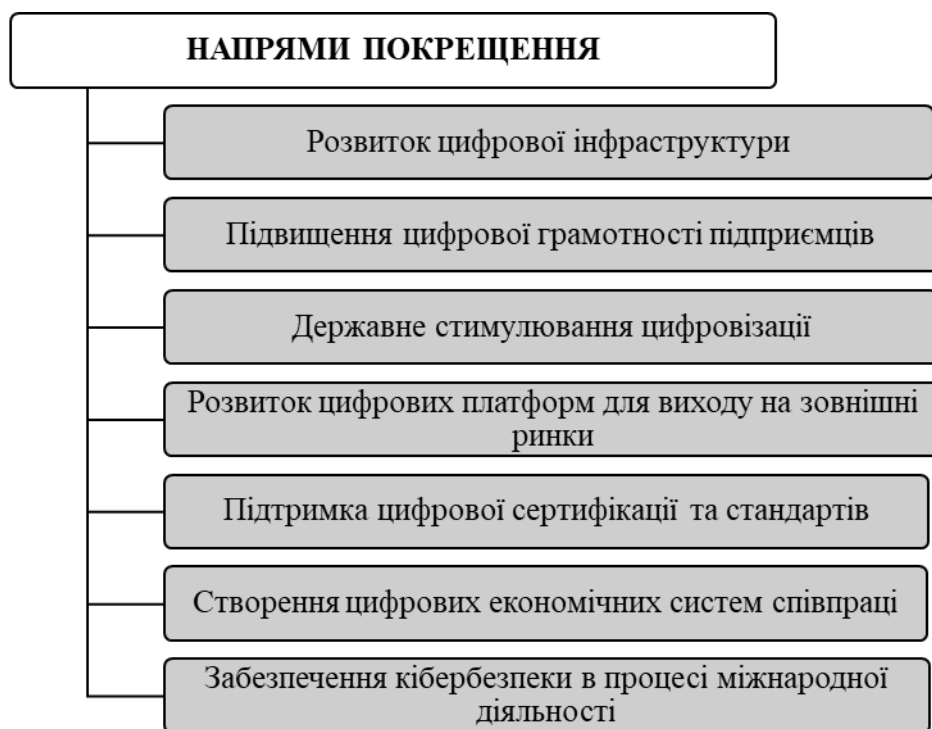 НАПРЯМИ ПОКРЕЩЕННЯ
Розвиток цифрової інфраструктури
Підвищення цифрової грамотності підприємців
Державне стимулювання цифровізації
Розвиток цифрових платформ для виходу на зовнішні
ринки
Підтримка цифрової сертифікації та стандартів
Створення цифрових економічних систем співпраці
Забезпечення кібербезпеки в процесі міжнародної
діяльності